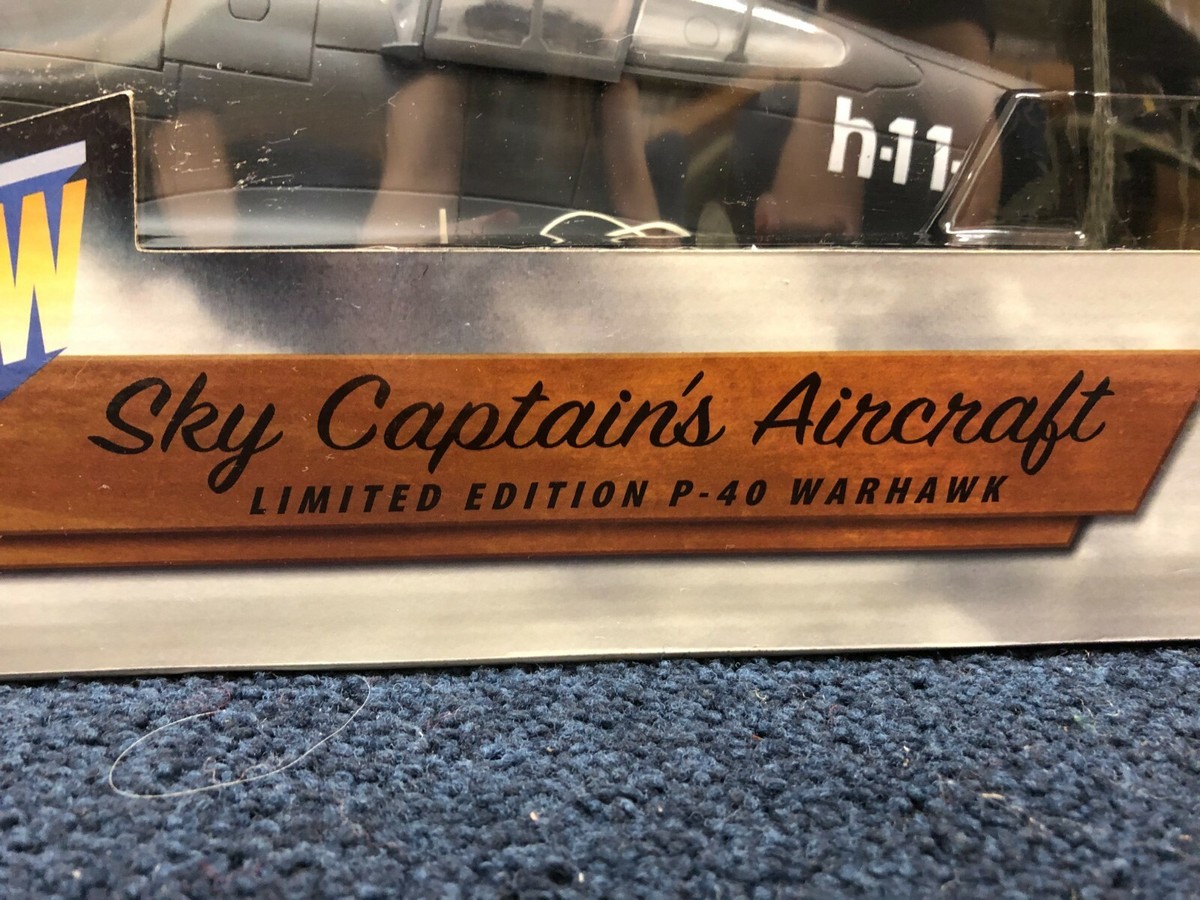 h-11-
W
Sky Captain's Aircraft
LIMITED EDITION P-40 WARHAWK